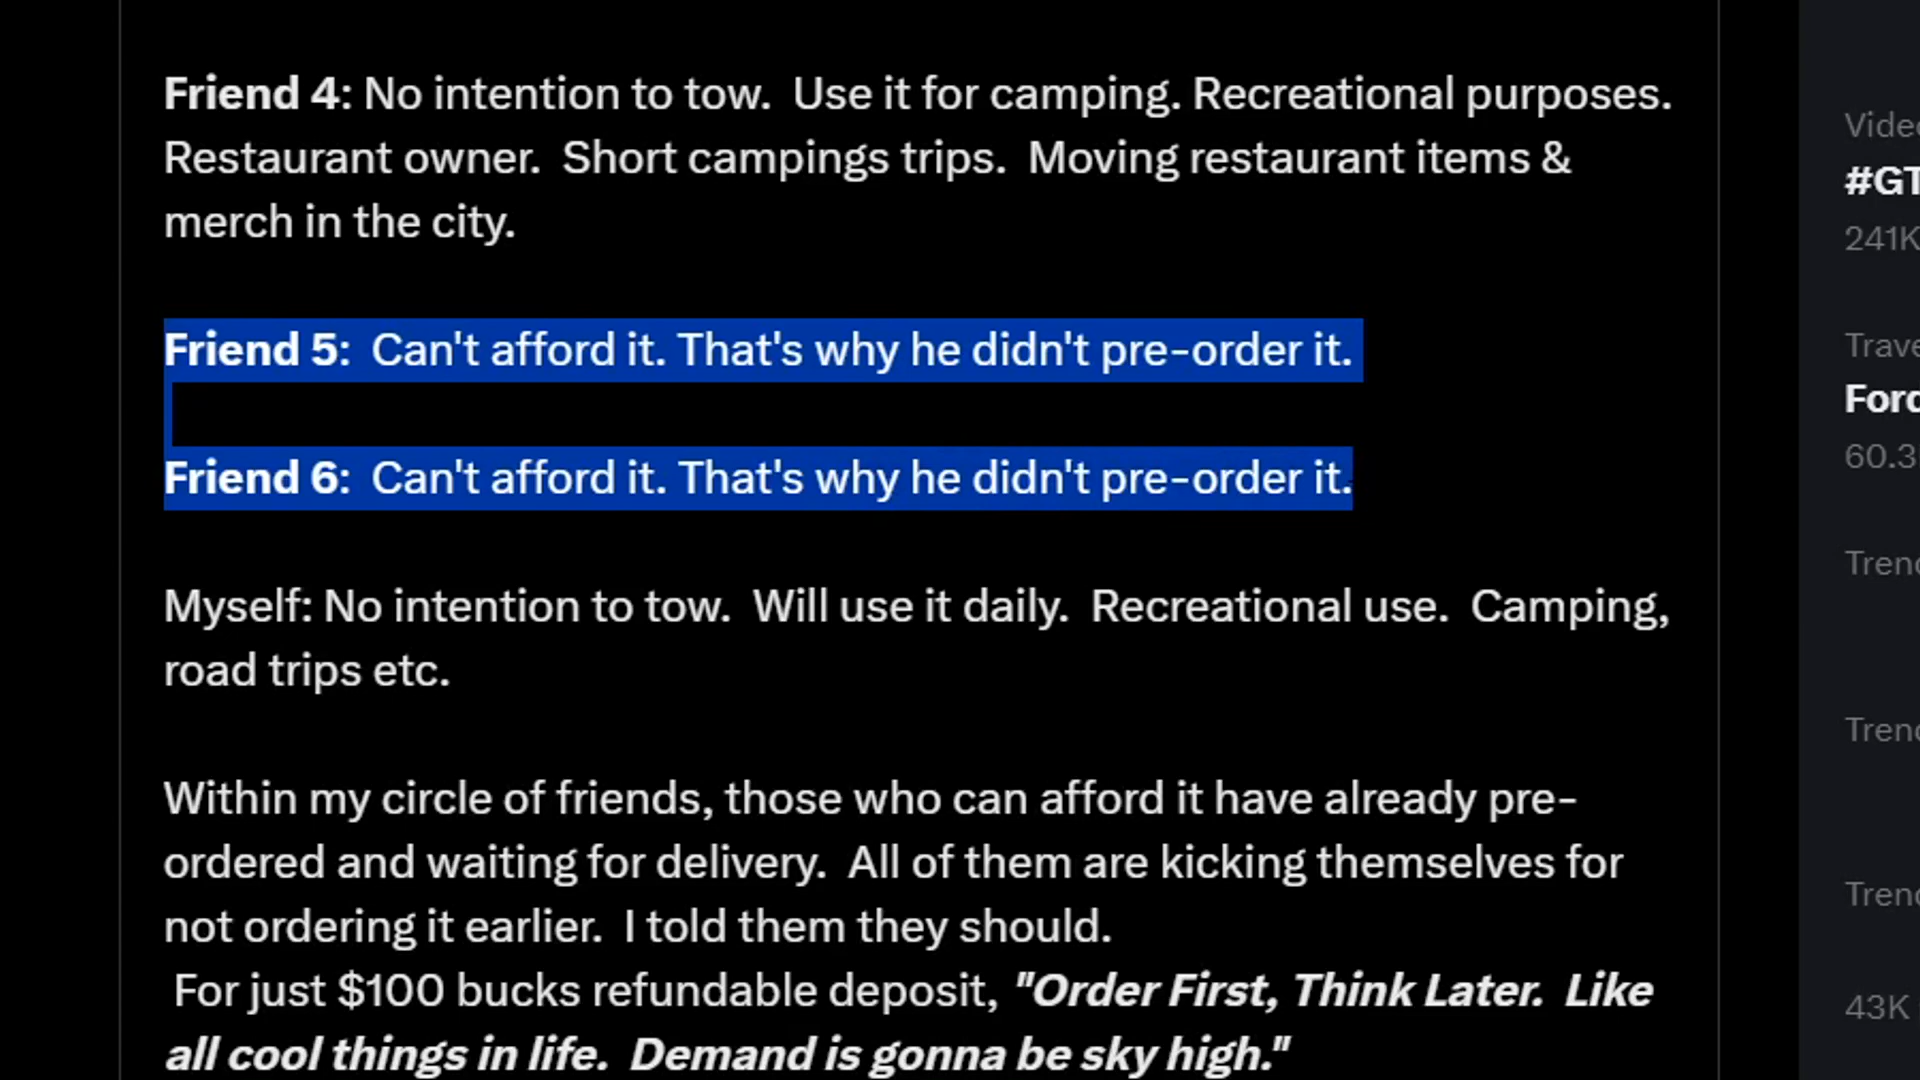 Friend 4: No intention to tow.  Use it for camping. Recreational purposes.
Restaurant owner.  Short campings trips.  Moving restaurant items &
merch in the city.
Friend 5:  Can't afford it. That's why he didn't pre-order it.
Friend 6:  Can't afford it. That's why he didn't pre-order it.
Myself: No intention to tow.  Will use it daily.  Recreational use.  Camping,
road trips etc.
Within my circle of friends, those who can afford it have already pre-
ordered and waiting for delivery.  All of them are kicking themselves for
not ordering it earlier.  I told them they should.
For just $100 bucks refundable deposit, "Order First, Think Later.  Like
all cool things in life.  Demand is gonna be sky high."
#GT
241K
60.3
43K